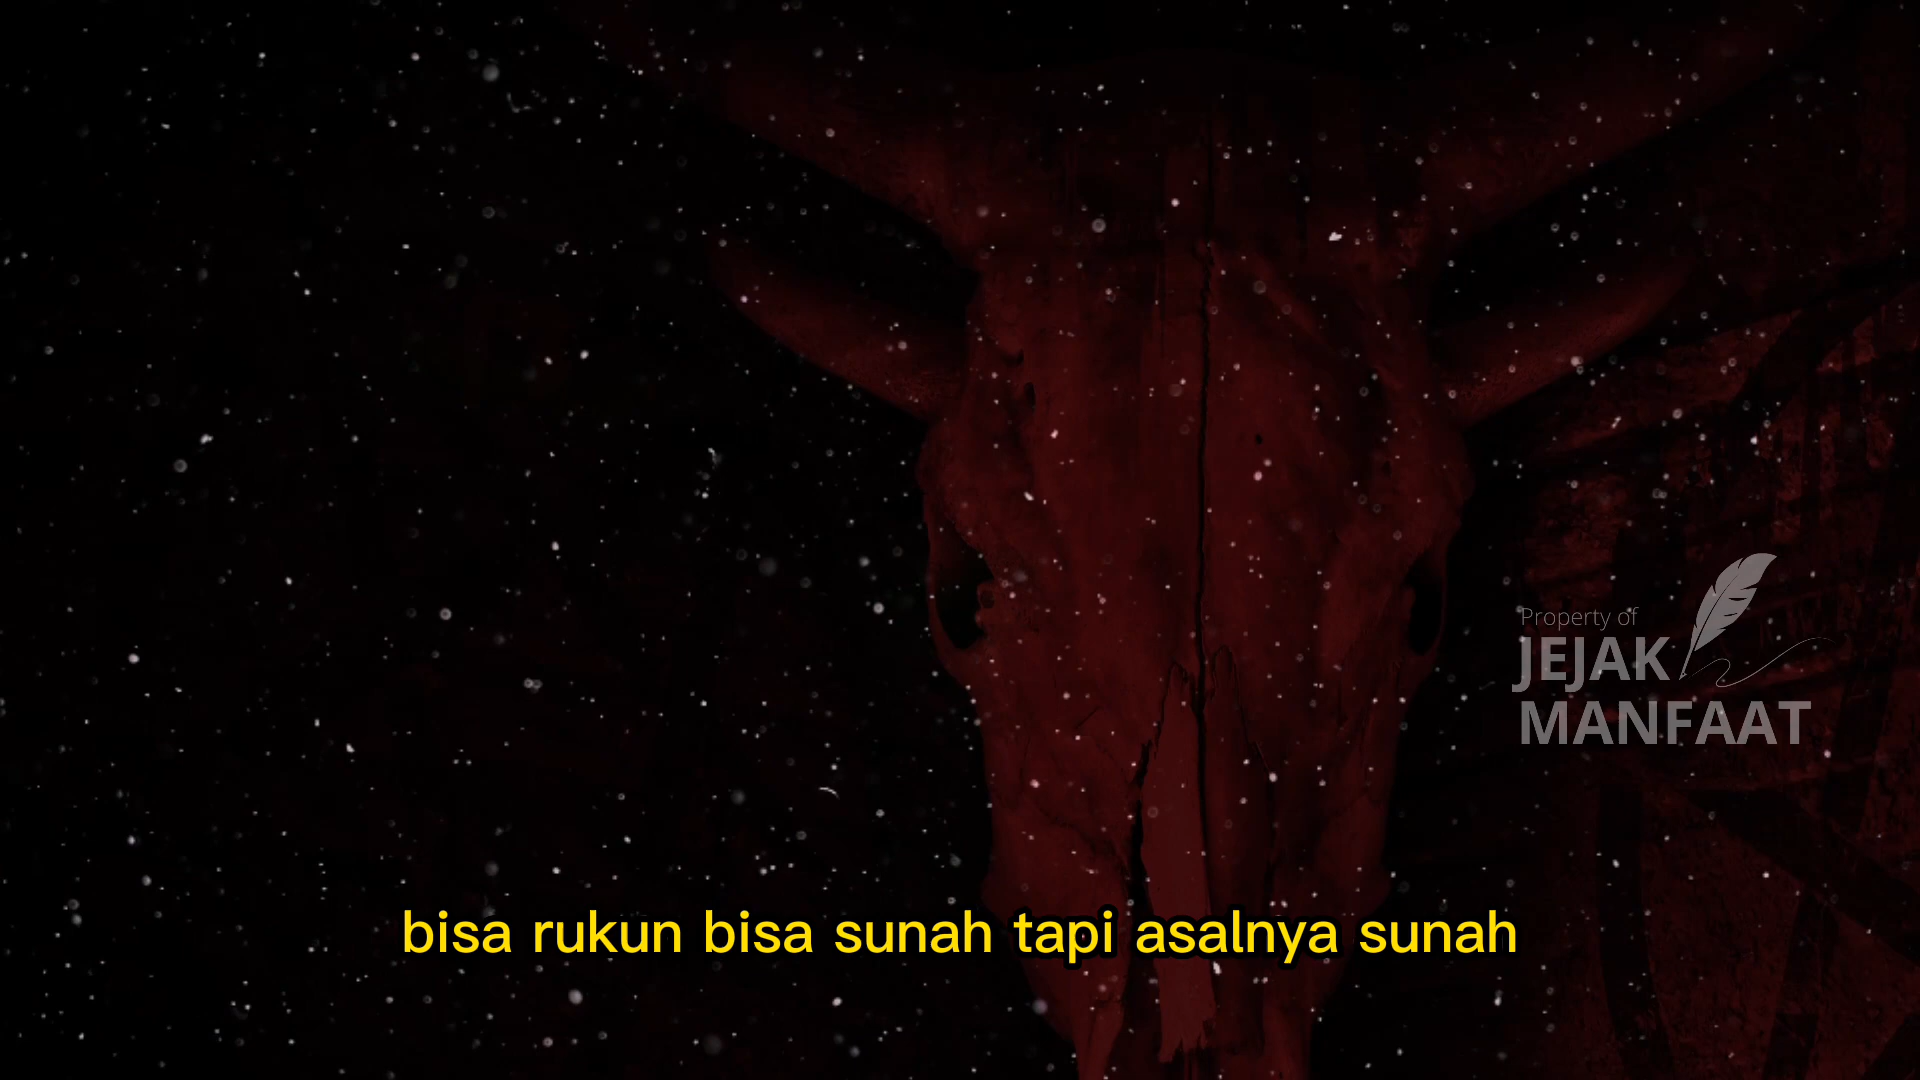 Property of
JEJAK
MANFAAT
bisa rukun bisa sunah tapi asalnya sunah